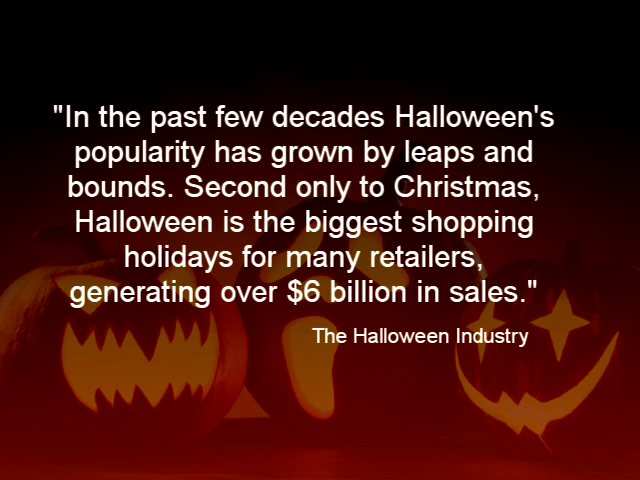 "In the past few decades Halloween's
popularity has grown by leaps and
bounds. Second only to Christmas,
Halloween is the biggest shopping
holidays for many retailers,
generating over $6 billion in sales."
The Halloween Industry